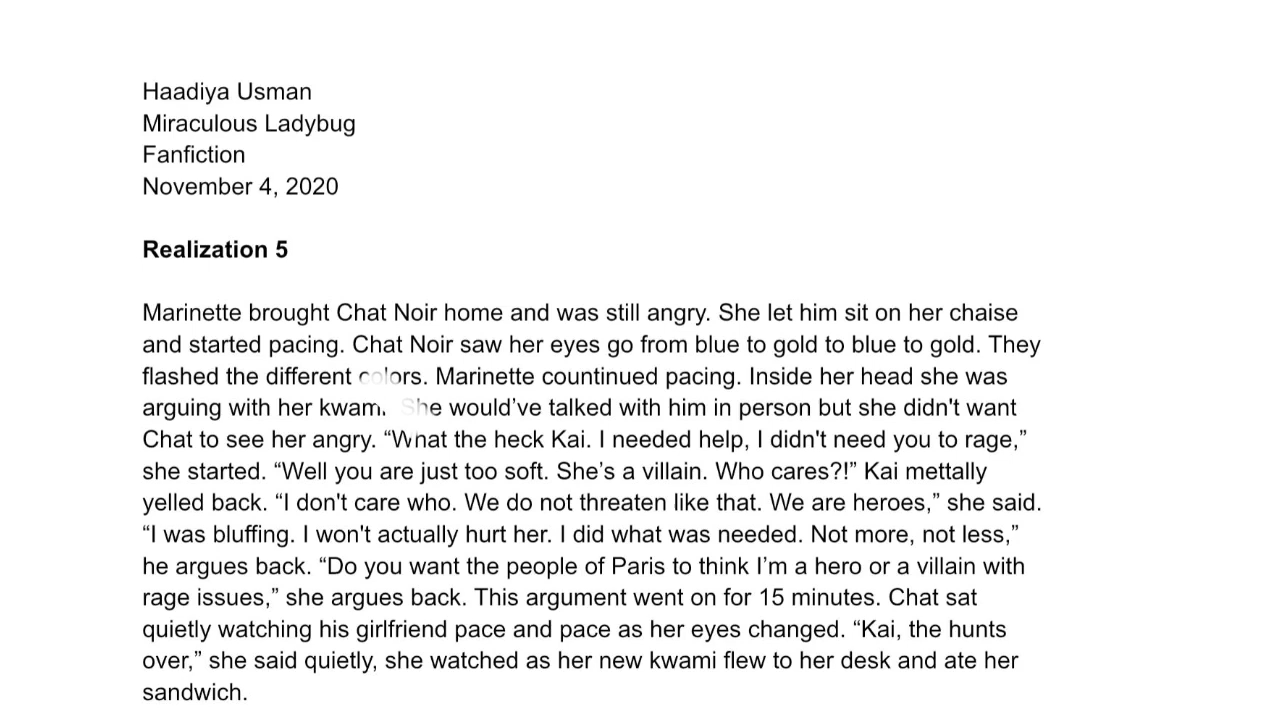 Haadiya Usman
Miraculous Ladybug
Fanfiction
November 4, 2020
Realization 5
Marinette brought Chat Noir home and was still angry. She let him sit on her chaise
and started pacing. Chat Noir saw her eyes go from blue to gold to blue to gold. They
flashed the different colors. Marinette countinued pacing. Inside her head she was
arguing with her kwami. She would’ve talked with him in person but she didn't want
Chat to see her angry. “What the heck Kai. I needed help, I didn't need you to rage,”
she started. “Well you are just too soft. She’s a villain. Who cares?!” Kai mettally
yelled back. “I don't care who. We do not threaten like that. We are heroes,” she said.
“I was bluffing. I won't actually hurt her. I did what was needed. Not more, not less,”
he argues back. “Do you want the people of Paris to think I’m a hero or a villain with
rage issues,” she argues back. This argument went on for 15 minutes. Chat sat
quietly watching his girlfriend pace and pace as her eyes changed. “Kai, the hunts
over,” she said quietly, she watched as her new kwami flew to her desk and ate her
sandwich.